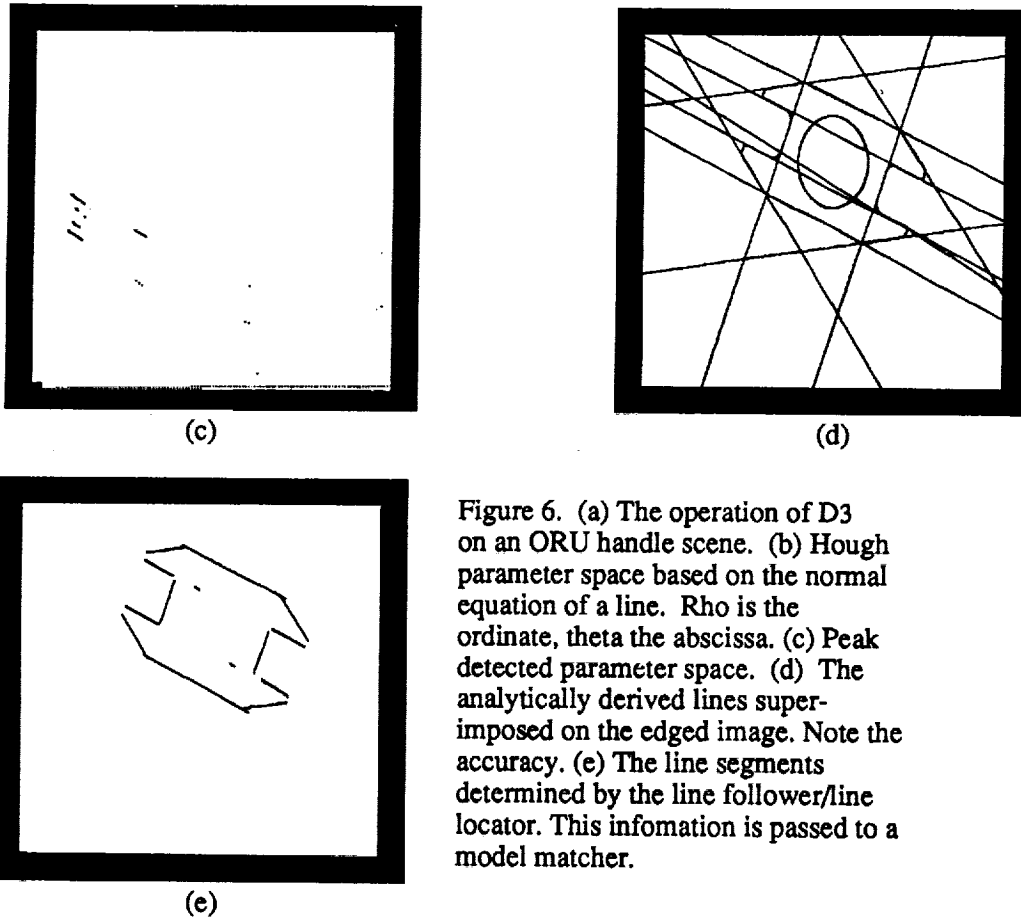 (c)
(d)
Figure 6. (a) The operation of D3
on an ORU handle scene. (b) Hough
parameter space based on the normal
equation of a line. Rho is the
ordinate, theta the abscissa. (c) Peak
detected parameter space. (d) The
analytically derived lines super-
imposed on the edged image. Note the
accuracy. (e) The line segments
determined by the line follower/line
locator. This infomation is passed to a
model matcher.
(e)